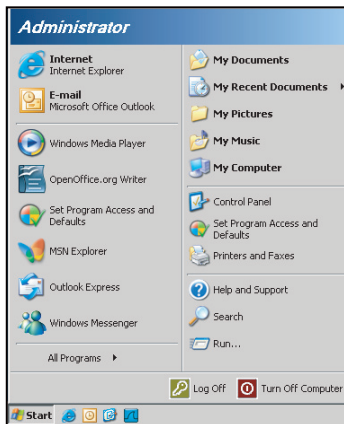 Administrator
Internet
Internet Explorer
E-mail
Microsoft Office Outlook
Windows Media Player
OpenOffice.org Writer
Set Program Access and
Defaults
MSN Explorer
Outlook Express
Windows Messenger
All Programs
My Documents
My Recent Documents
My Pictures
My Music
My Computer
Control Panel
Set Program Access and
Defaults
Printers and Faxes
Help and Support
Search
Run...
Log Off
Turn Off Computer
Start